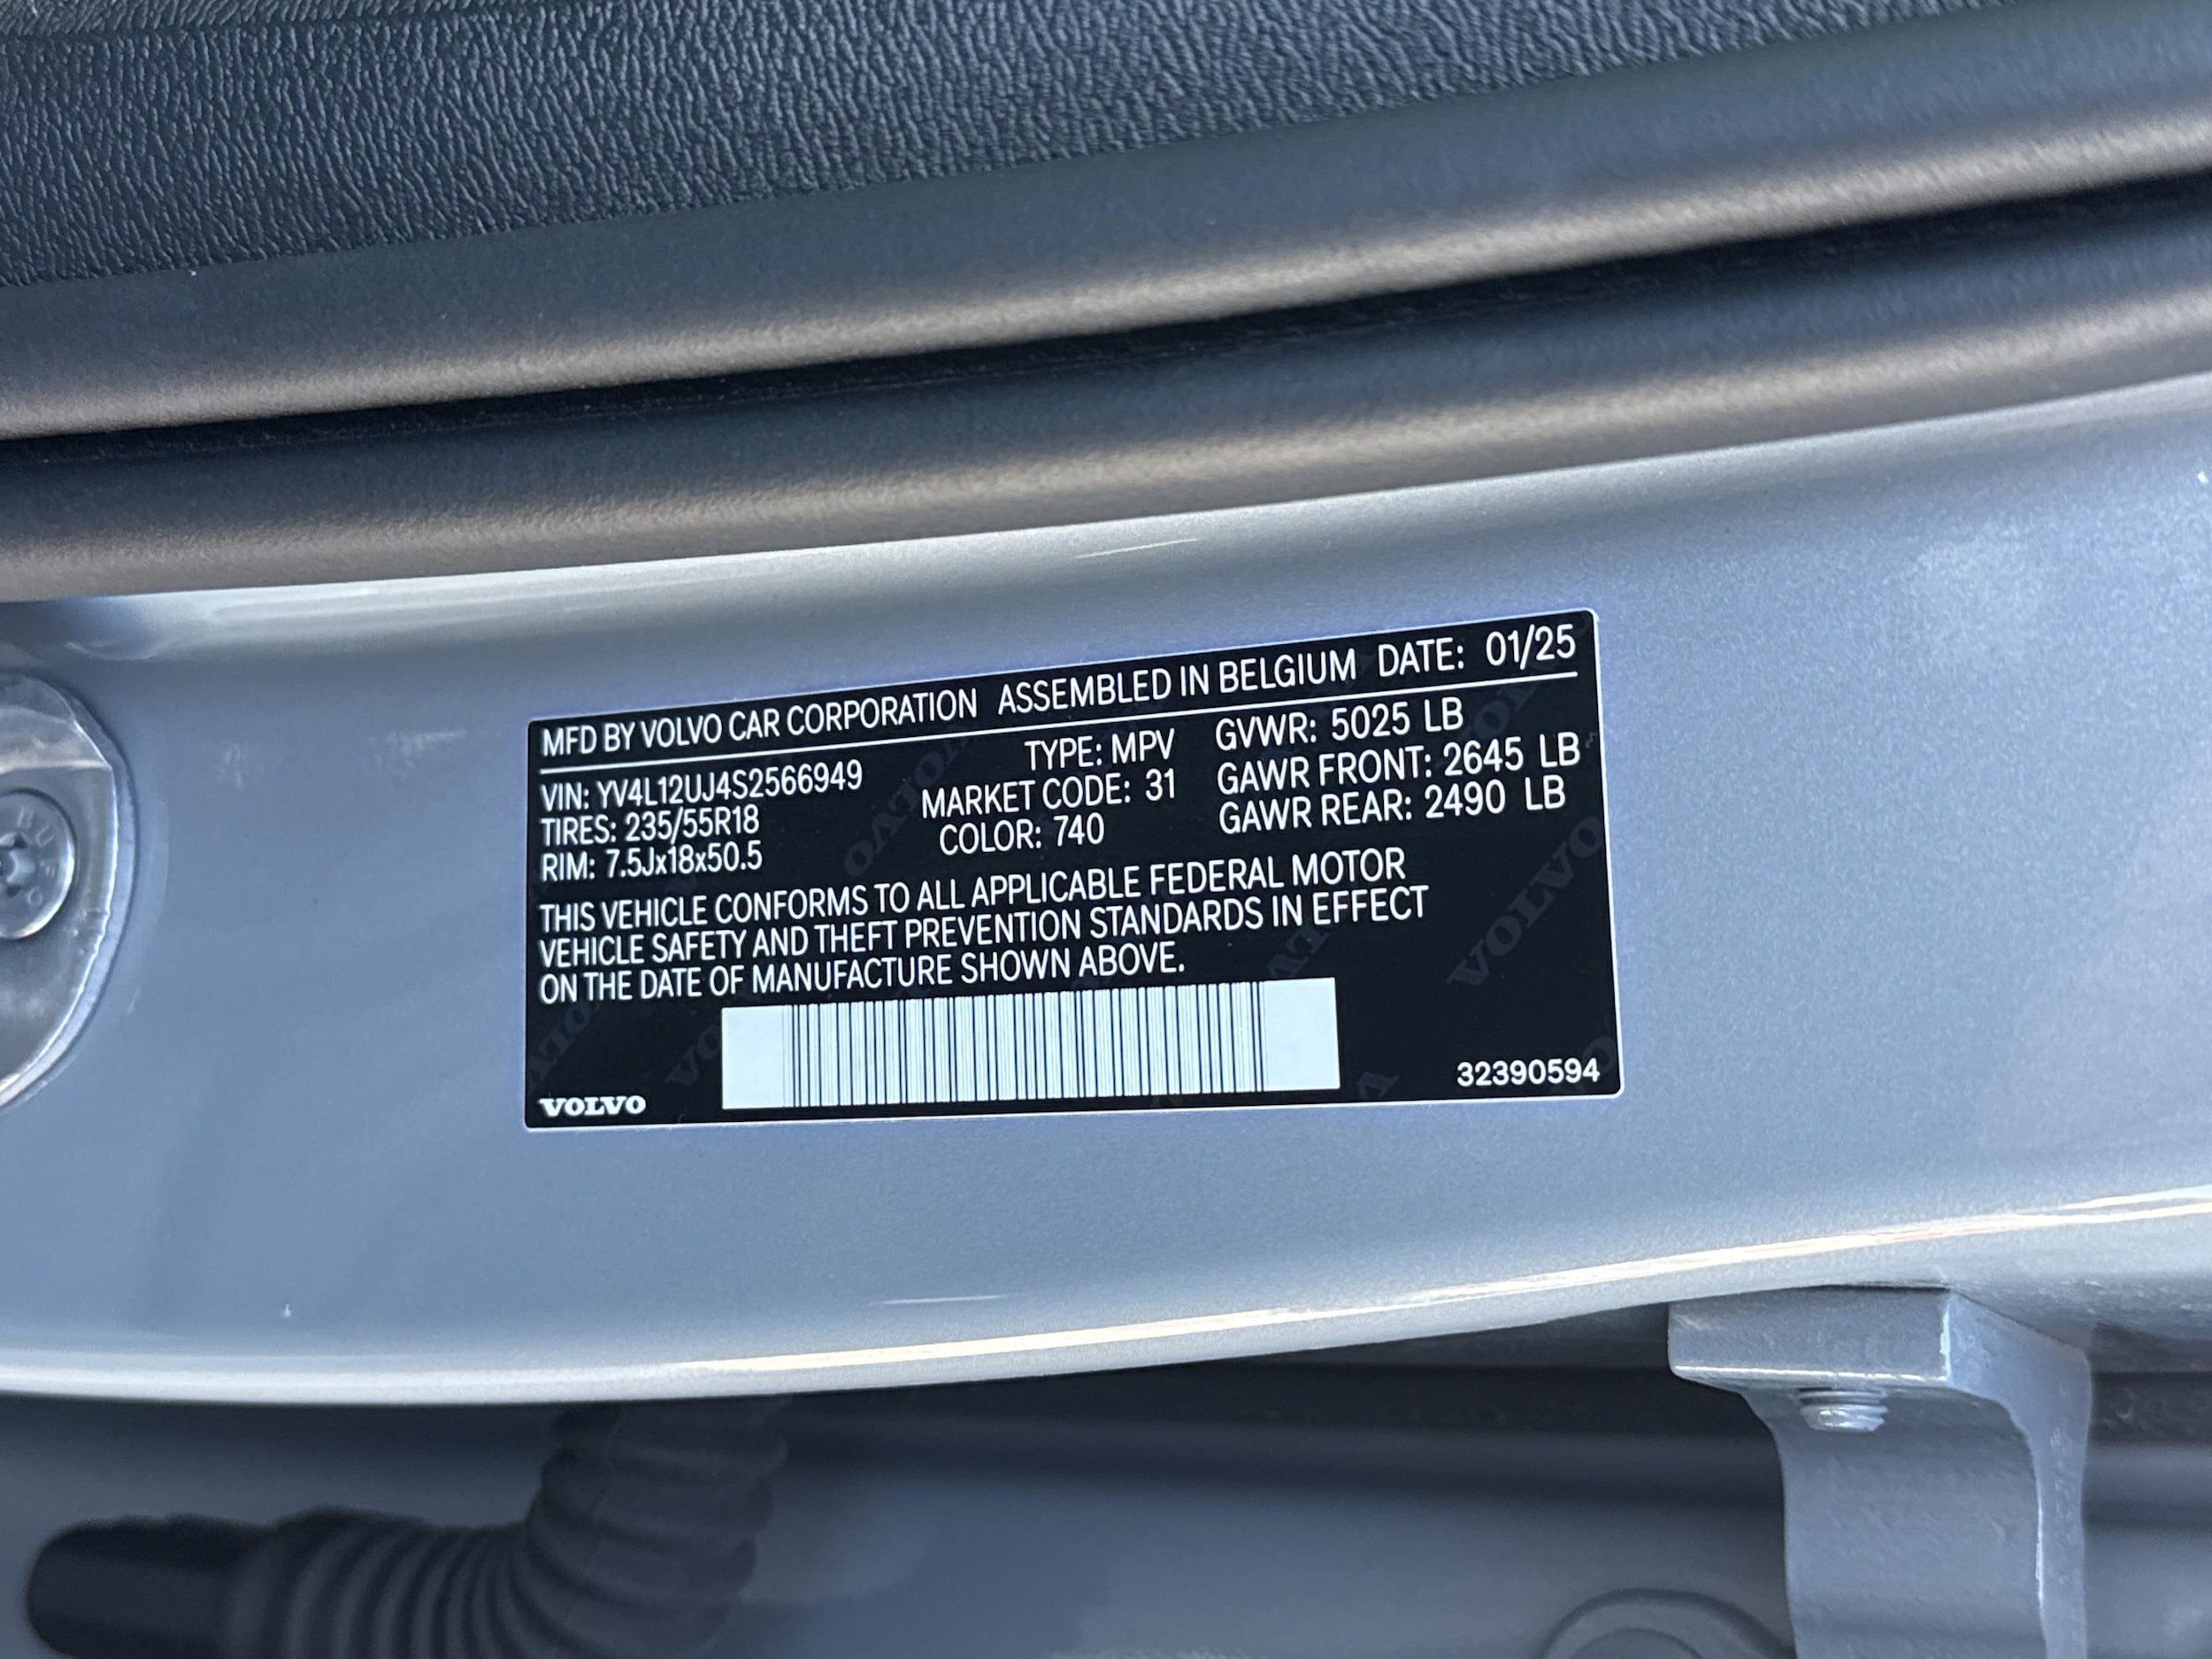 MFD BY VOLVO CAR CORPORATION ASSEMBLED IN BELGIUM DATE: 01/25
VIN: YV4L12UJ4S2566949
TIRES: 235/55R18
RIM: 7.5Jx18x50.5
TYPE: MPV
MARKET CODE: 31
COLOR: 740
GVWR: 5025 LB
GAWR FRONT: 2645 LB
GAWR REAR: 2490 LB
THIS VEHICLE CONFORMS TO ALL APPLICABLE FEDERAL MOTOR
VEHICLE SAFETY AND THEFT PREVENTION STANDARDS IN EFFECT
ON THE DATE OF MANUFACTURE SHOWN ABOVE.
VOLVO
32390594